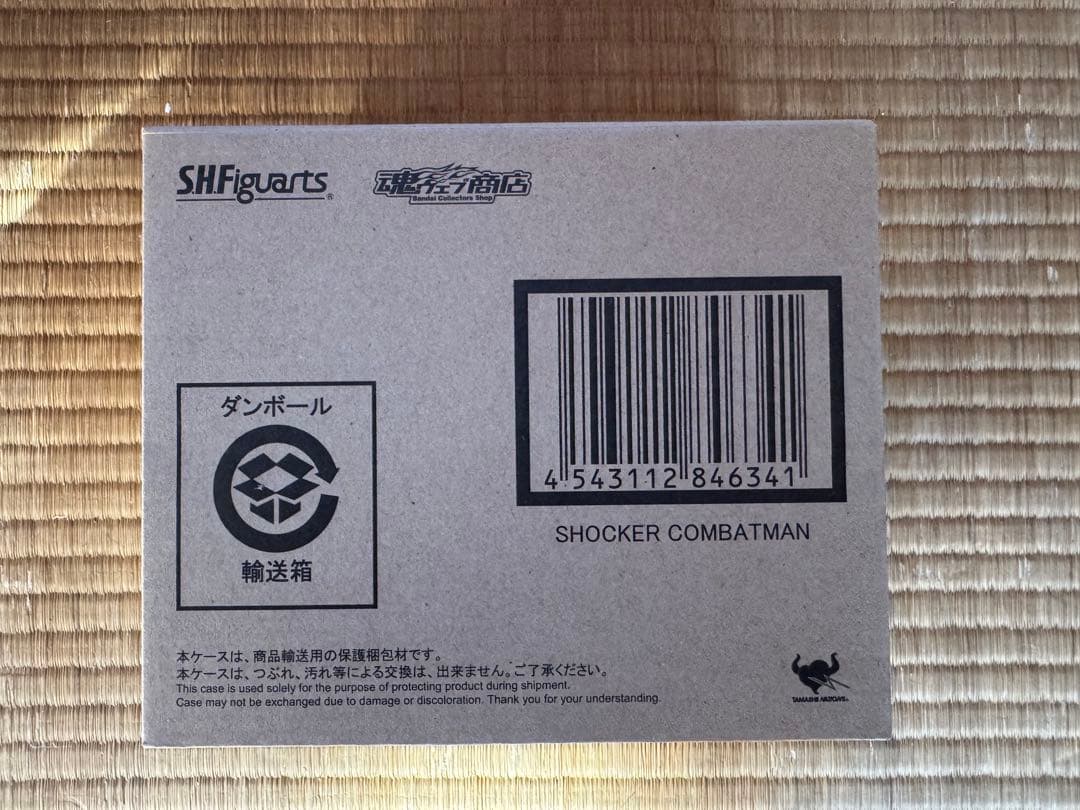 S.H.Figuarts®
魂ウェブ商店
Bandai Collectors Shop
ダンボール
輸送箱
4 543112 846341
SHOCKER COMBATMAN
本ケースは、商品輸送用の保護梱包材です。
本ケースは、つぶれ、汚れ等による交換は、出来ません。ご了承ください。
This case is used solely for the purpose of protecting product during shipment.
Case may not be exchanged due to damage or discoloration. Thank you for your understanding.
TAMASHII NATIONS